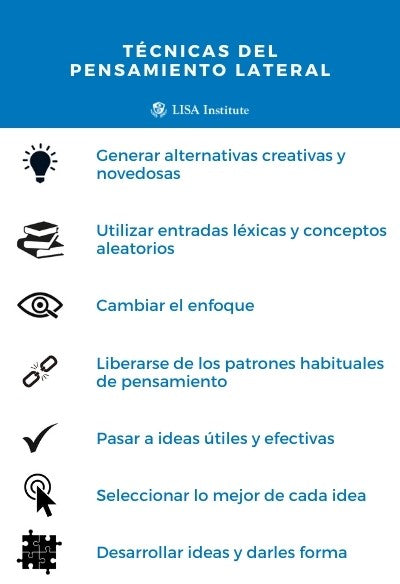 TÉCNICAS DEL
PENSAMIENTO LATERAL
LISA Institute
Generar alternativas creativas y
novedosas
Utilizar entradas léxicas y conceptos
aleatorios
Cambiar el enfoque
Liberarse de los patrones habituales
de pensamiento
Pasar a ideas útiles y efectivas
Seleccionar lo mejor de cada idea
Desarrollar ideas y darles forma